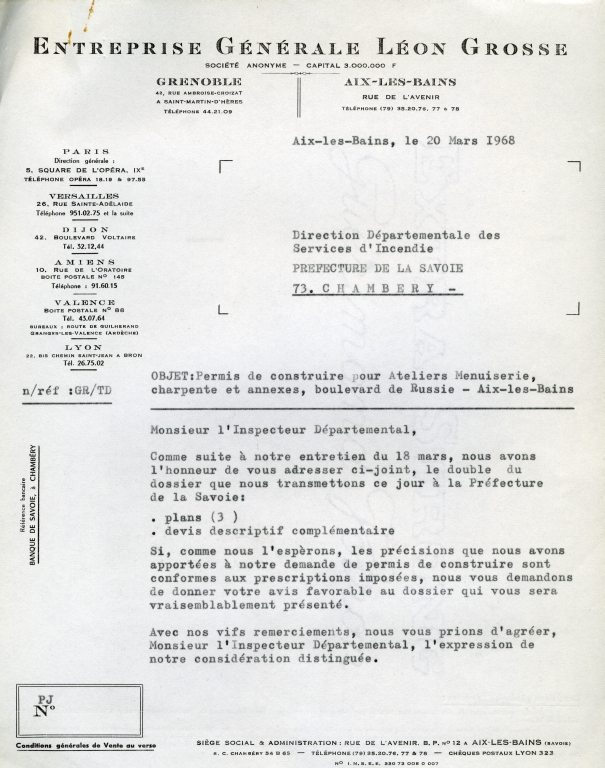 ENTREPRISE GÉNÉRALE LÉON GROSSE
SOCIÉTÉ ANONYME — CAPITAL 3.000.000 F
GRENOBLE
45, RUE AMBROISE-CROIZAT
A SAINT-MARTIN-D'HÈRES
TÉLÉPHONE 44.21.09
AIX-LES-BAINS
RUE DE L'AVENIR
TÉLÉPHONE (79) 35.20.76, 77 & 78
Aix-les-Bains, le 20 Mars I968
PARIS
Direction générale :
5, SQUARE DE L'OPÉRA, IXᵉ
TÉLÉPHONE OPÉRA 18.19 & 97.55
VERSAILLES
26, RUE SAINTE-ADÉLAIDE
Téléphone 951-02-75 et la suite
DIJON
42, BOULEVARD VOLTAIRE
Tél. 32.12,44
AMIENS
10, RUE DE L'ORATOIRE
BOITE POSTALE Nº 145
Téléphone : 91.60.15
VALENCE
BOITE POSTALE Nº 86
Tél. 43.07.64
BUREAUX : ROUTE DE GUILHERAND
GRANGES-LES-VALENCE (ARDÈCHE)
LYON
22, BIS CHEMIN SAINT-JEAN A BRON
Tél. 26.75.02
n/réf :GR/TD
Direction Départementale des
Services d'Incendie
PREFECTURE DE LA SAVOIE
73. CHAMBERY -
OBJET:Permis de construire pour Ateliers Menuiserie,
charpente et annexes, boulevard de Russie - Aix-les-Bains
Monsieur l'Inspecteur Départemental,
Comme suite à notre entretien du 18 mars, nous avons
l'honneur de vous adresser ci-joint, le double du
dossier que nous transmettons ce jour à la Préfecture
de la Savoie:
. plans (3 )
. devis descriptif complémentaire
Si, comme nous l'espèrons, les précisions que nous avons
apportées à notre demande de permis de construire sont
conformes aux prescriptions imposées, nous vous demandons
de donner votre avis favorable au dossier qui vous sera
vraisemblablement présenté.
Avec nos vifs remerciements, nous vous prions d'agréer,
Monsieur l'Inspecteur Départemental, l'expression de
notre considération distinguée.
Référence bancaire
BANQUE DE SAVOIE, à CHAMBÉRY
PJ
Nº
Conditions générales de Vente au verso
SIÈGE SOCIAL & ADMINISTRATION : RUE DE L'AVENIR. B. P. Nº 12 A AIX-LES-BAINS (SAVOIE)
R. C. CHAMBÉRY 54 B 65 — TÉLÉPHONE (79) 35.20.76, 77 & 78 — CHÈQUES POSTAUX LYON 323
Nº I.N.S.E.E. 320 73 008 0 007